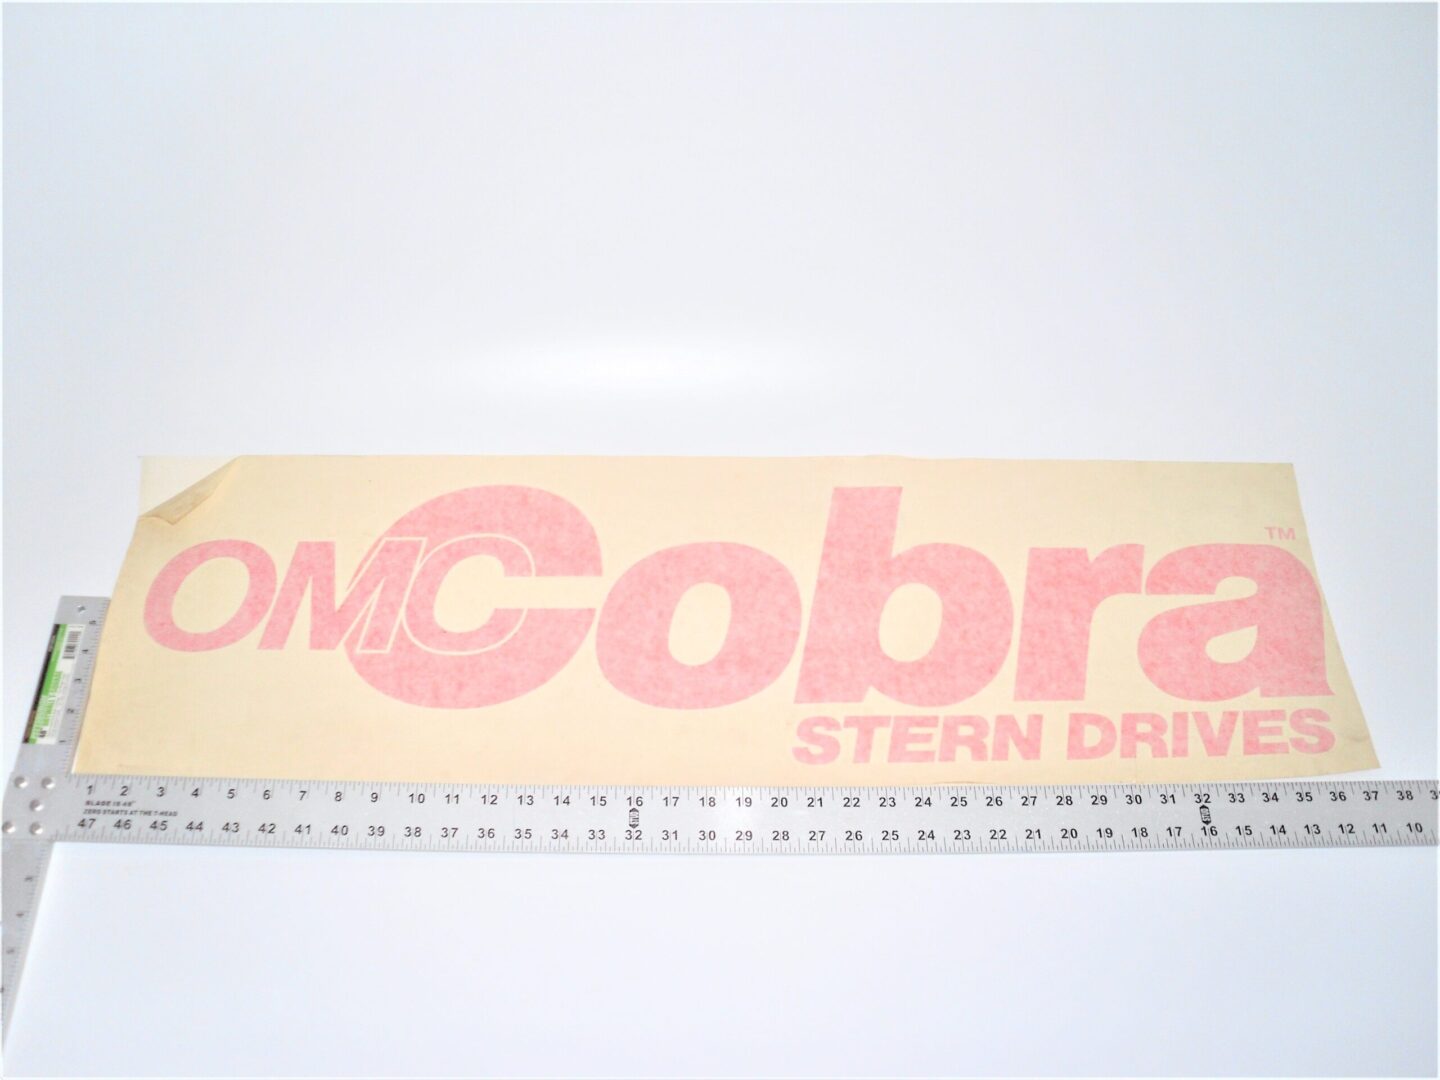 OMC Cobra TM
STERN DRIVES
1 2 3 4 5 6 7 8 9 10 11 12 13 14 15 16 17 18 19 20 21 22 23 24 25 26 27 28 29 30 31 32 33 34 35 36 37 38
BLADE IS 48"
ZERO STARTS AT THE T-HEAD
47 46 45 44 43 42 41 40 39 38 37 36 35 34 33 32 31 30 29 28 27 26 25 24 23 22 21 20 19 18 17 16 15 14 13 12 11 10